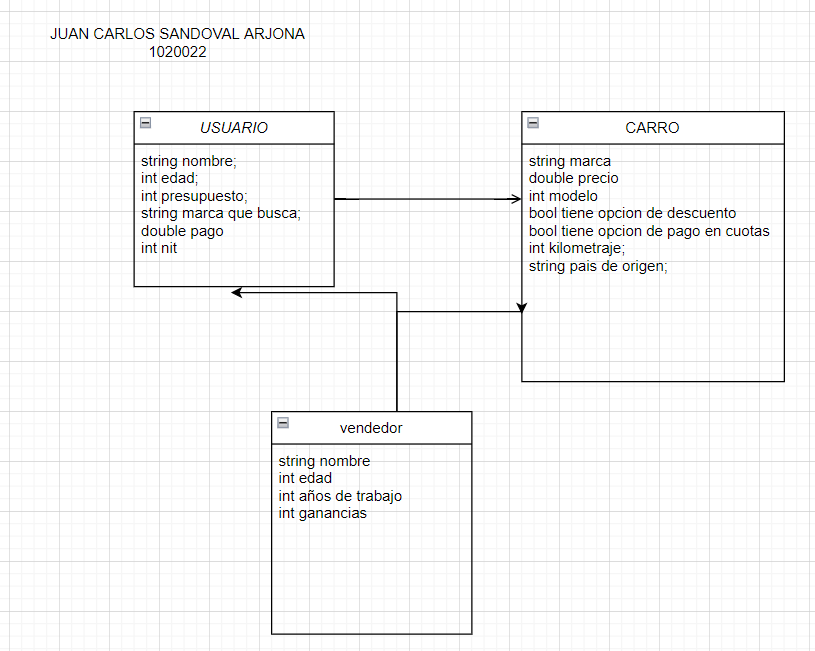 JUAN CARLOS SANDOVAL ARJONA
1020022
USUARIO
string nombre;
int edad;
int presupuesto;
string marca que busca;
double pago
int nit
CARRO
string marca
double precio
int modelo
bool tiene opcion de descuento
bool tiene opcion de pago en cuotas
int kilometraje;
string pais de origen;
vendedor
string nombre
int edad
int años de trabajo
int ganancias